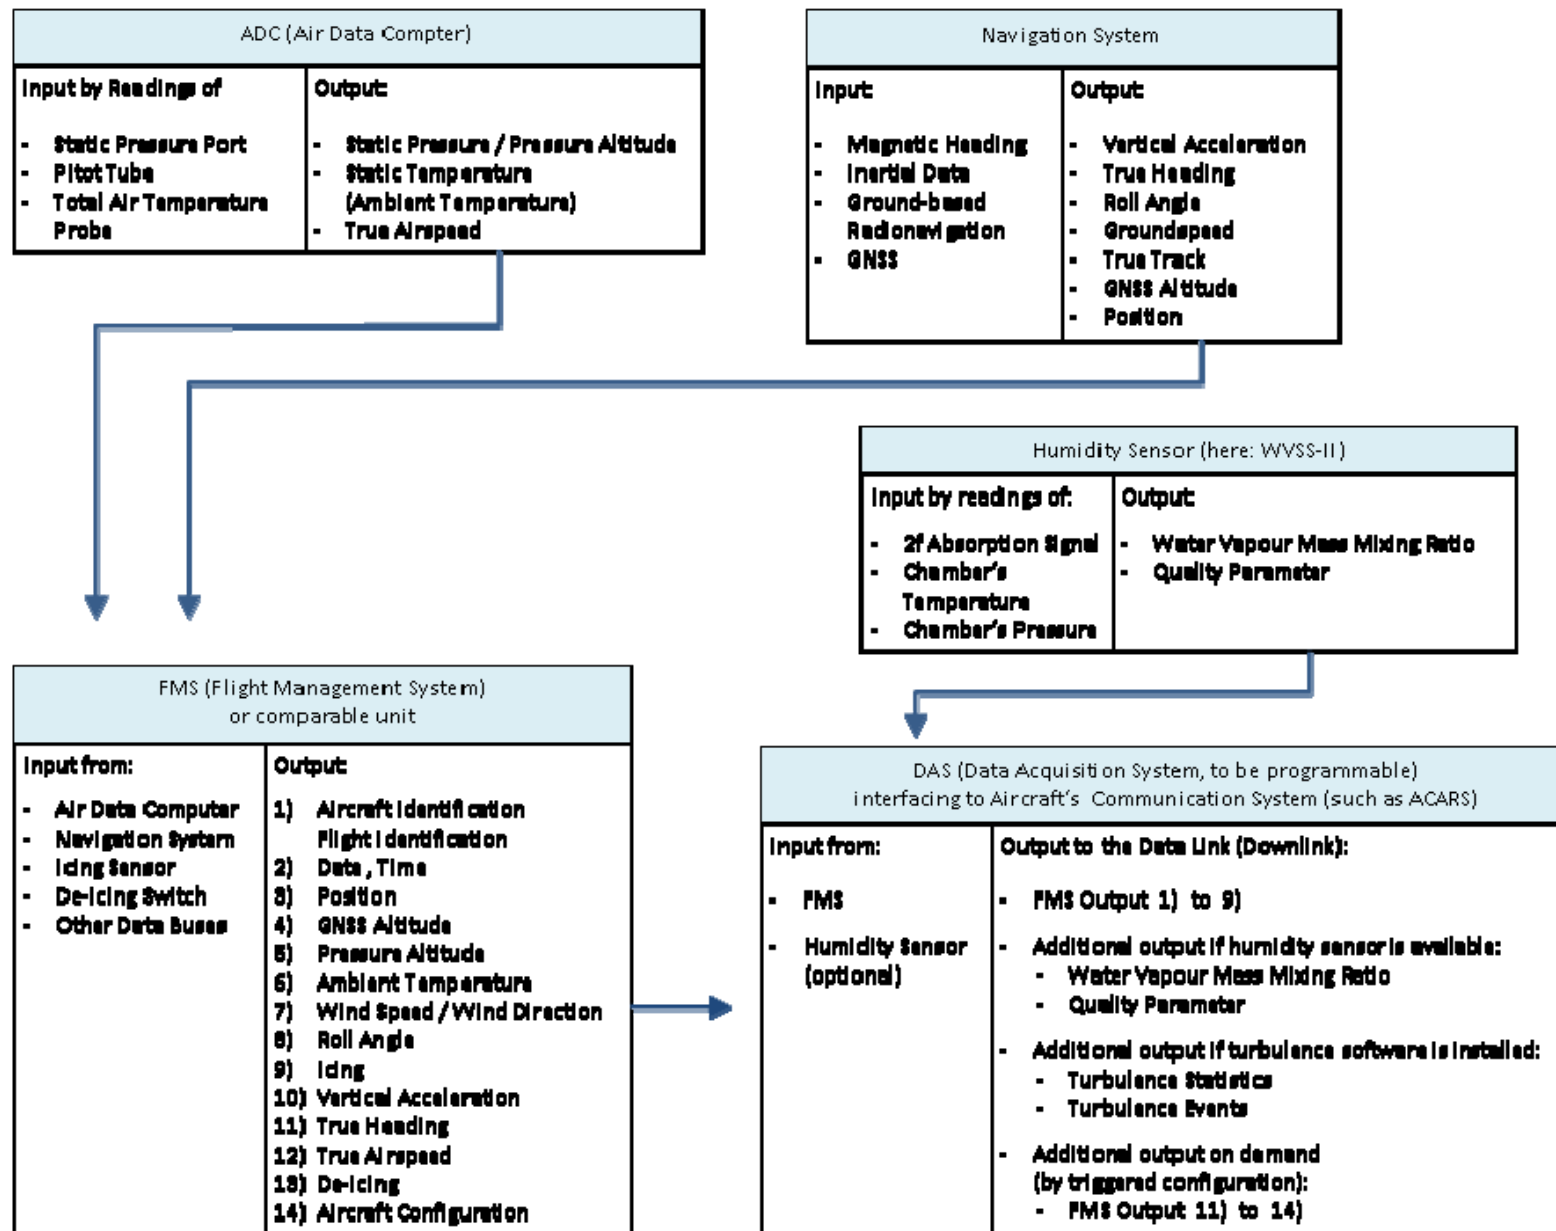 ADC (Air Data Compter)
Input by Readings of
- Static Pressure Port
- Pitot Tube
- Total Air Temperature
Probe
Output:
- Static Pressure / Pressure Altitude
- Static Temperature
(Ambient Temperature)
- True Airspeed
Navigation System
Input:
- Magnetic Heading
- Inertial Data
- Ground-based
Radionavigation
- GNSS
Output:
- Vertical Acceleration
- True Heading
- Roll Angle
- Groundspeed
- True Track
- GNSS Altitude
- Position
Humidity Sensor (here: WVSS-II)
Input by readings of:
- 2f Absorption Signal
- Chamber's
Temperature
- Chamber's Pressure
Output:
- Water Vapour Mass Mixing Ratio
- Quality Parameter
FMS (Flight Management System)
or comparable unit
Input from:
- Air Data Computer
- Navigation System
- Icing Sensor
- De-Icing Switch
- Other Data Buses
Output:
1) Aircraft Identification
Flight Identification
2) Date , Time
3) Position
4) GNSS Altitude
5) Pressure Altitude
6) Ambient Temperature
7) Wind Speed / Wind Direction
8) Roll Angle
9) Icing
10) Vertical Acceleration
11) True Heading
12) True Airspeed
13) De-Icing
14) Aircraft Configuration
DAS (Data Acquisition System, to be programmable)
interfacing to Aircraft's Communication System (such as ACARS)
Input from:
- FMS
- Humidity Sensor
(optional)
Output to the Data Link (Downlink):
- FMS Output 1) to 9)
- Additional output if humidity sensor is available:
- Water Vapour Mass Mixing Ratio
- Quality Parameter
- Additional output if turbulence software is installed:
- Turbulence Statistics
- Turbulence Events
- Additional output on demand
(by triggered configuration):
- FMS Output 11) to 14)